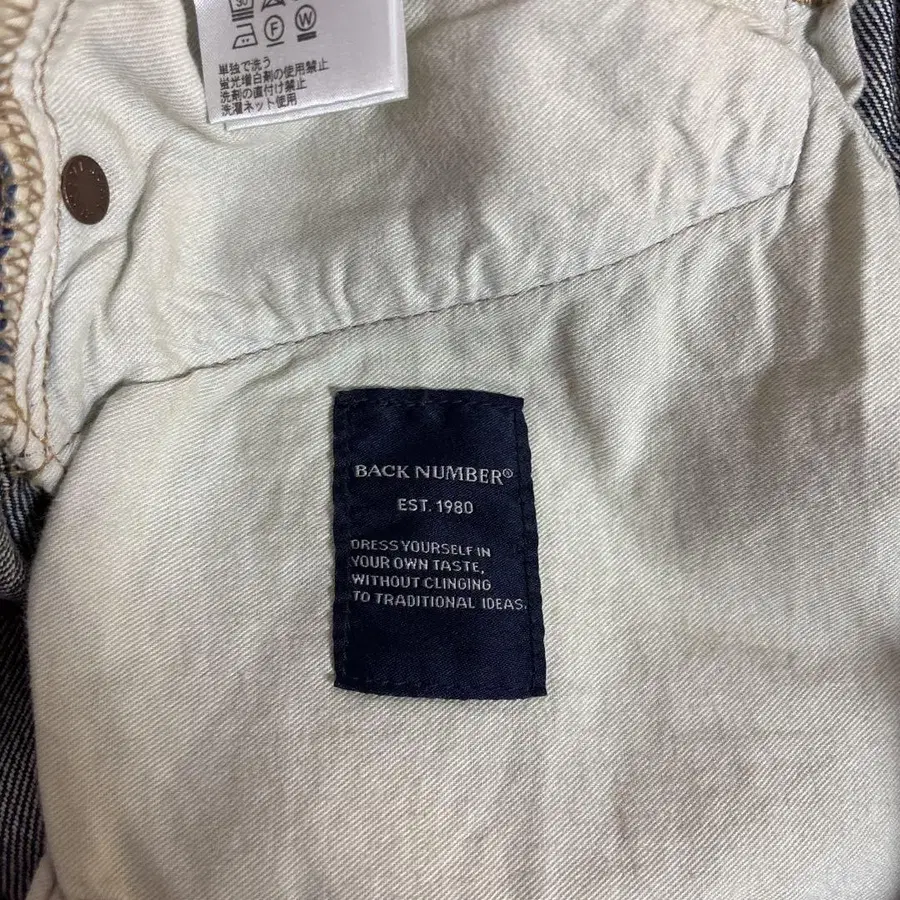 30
F W
単独で洗う
蛍光増白剤の使用禁止
洗剤の直付け禁止
洗濯ネット使用
BACK NUMBER®
EST. 1980
DRESS YOURSELF IN
YOUR OWN TASTE,
WITHOUT CLINGING
TO TRADITIONAL IDEAS.